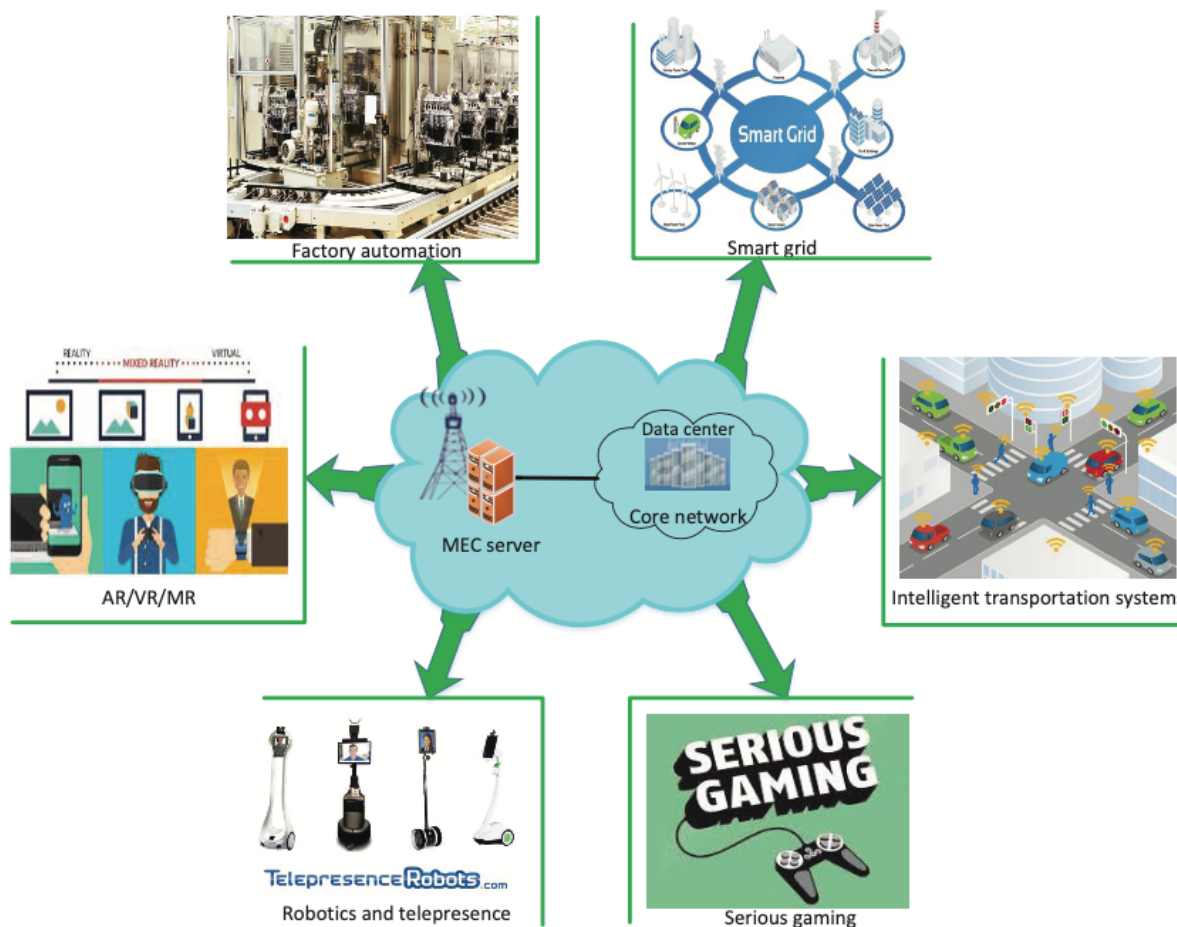 Smart Grid
Factory automation
Smart grid
REALITY
VIRTUAL
MIXED REALITY
AR/VR/MR
Data center
Core network
MEC server
Intelligent transportation systems
TELEPRESENCEROBOTS.com
Robotics and telepresence
SERIOUS
GAMING
Serious gaming